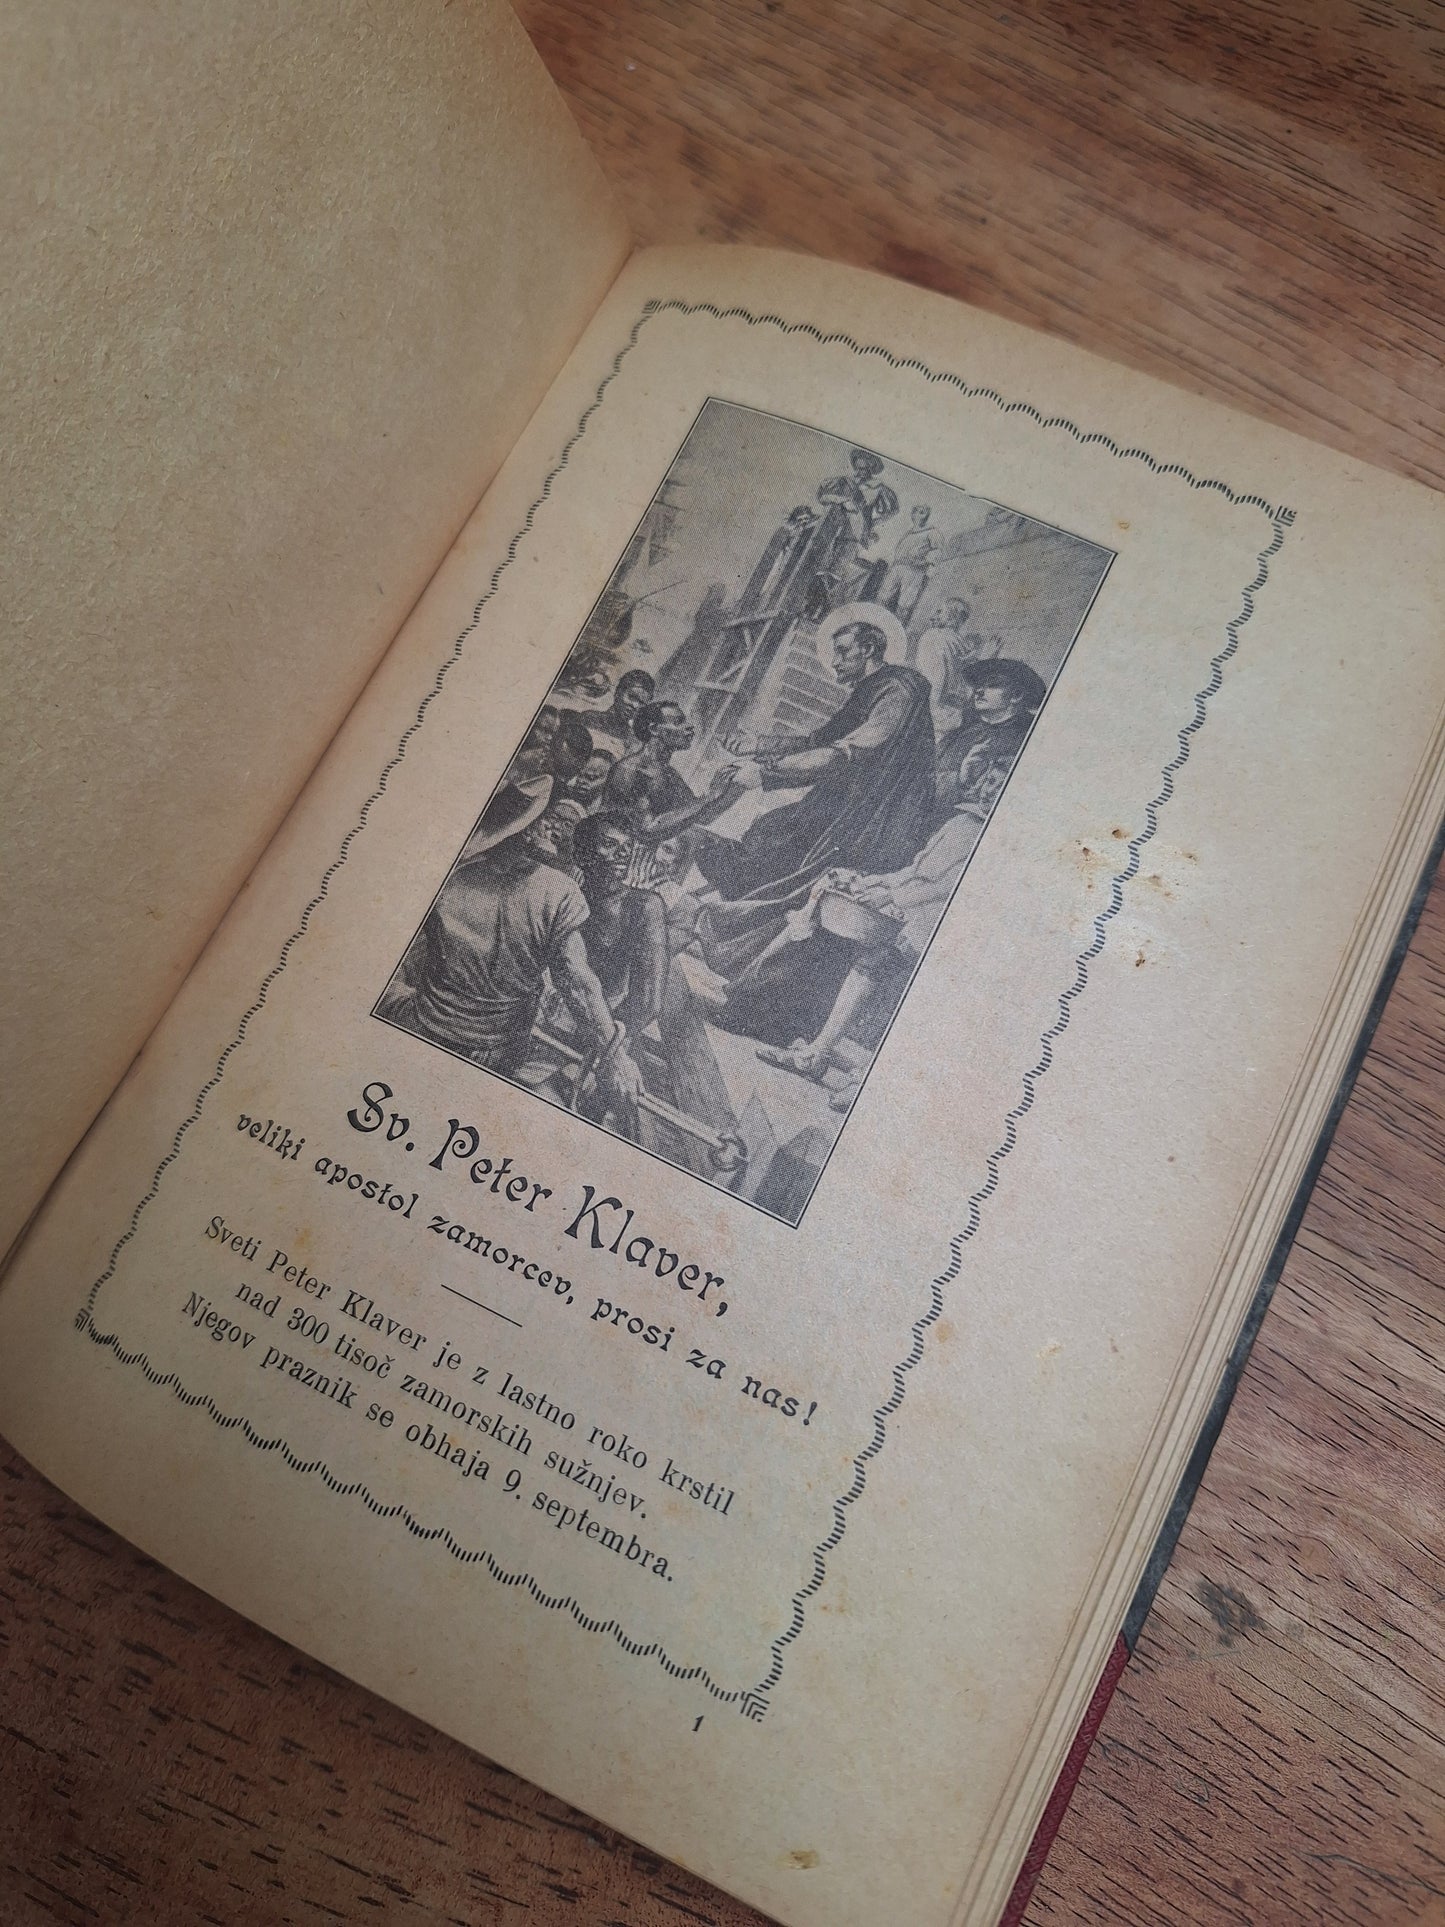 Sv. Peter Klaver,
veliki apostol zamorcev, prosi za nas!
Sveti Peter Klaver je z lastno roko krstil
nad 300 tisoč zamorskih sužnjev.
Njegov praznik se obhaja 9. septembra.
1